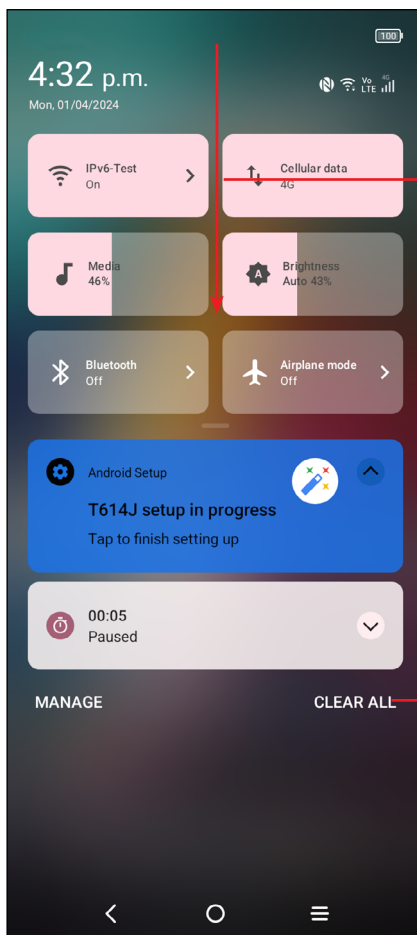 100
4:32 p.m.
Vo LTE 4G
Mon, 01/04/2024
IPv6-Test
On
Cellular data
4G
Media
46%
A
Brightness
Auto 43%
Bluetooth
Off
Airplane mode
Off
Android Setup
T614J setup in progress
Tap to finish setting up
00:05
Paused
MANAGE CLEAR ALL